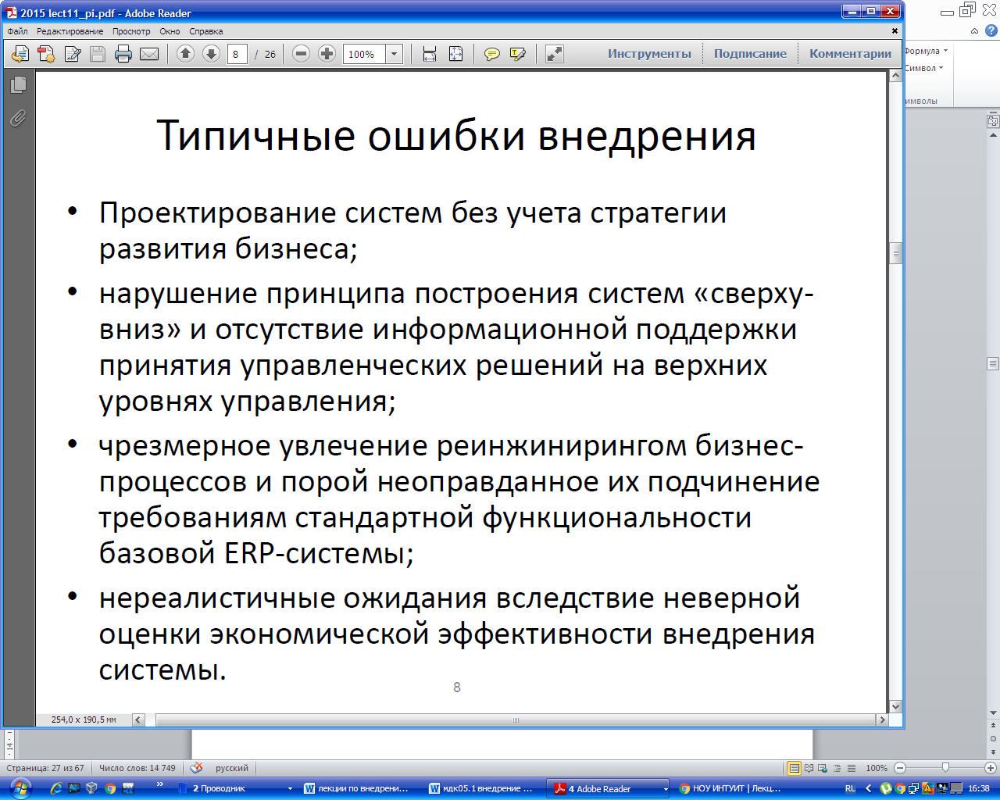 2015 lect11_pi.pdf - Adobe Reader
Файл Редактирование Просмотр Окно Справка
8 / 26 100% Инструменты Подписание Комментарии
Формула
Символ
имволы
Типичные ошибки внедрения
• Проектирование систем без учета стратегии
развития бизнеса;
• нарушение принципа построения систем «сверху-
вниз» и отсутствие информационной поддержки
принятия управленческих решений на верхних
уровнях управления;
• чрезмерное увлечение реинжинирингом бизнес-
процессов и порой неоправданное их подчинение
требованиям стандартной функциональности
базовой ERP-системы;
• нереалистичные ожидания вследствие неверной
оценки экономической эффективности внедрения
системы.
8
254,0 x 190,5 мм
14
Страница: 27 из 67 Число слов: 14 749 русский 100%
2 Проводник лекции по внедрени... мдк05.1 внедрение ... 4 Adobe Reader НОУ ИНТУИТ | Лекц... RU 16:38